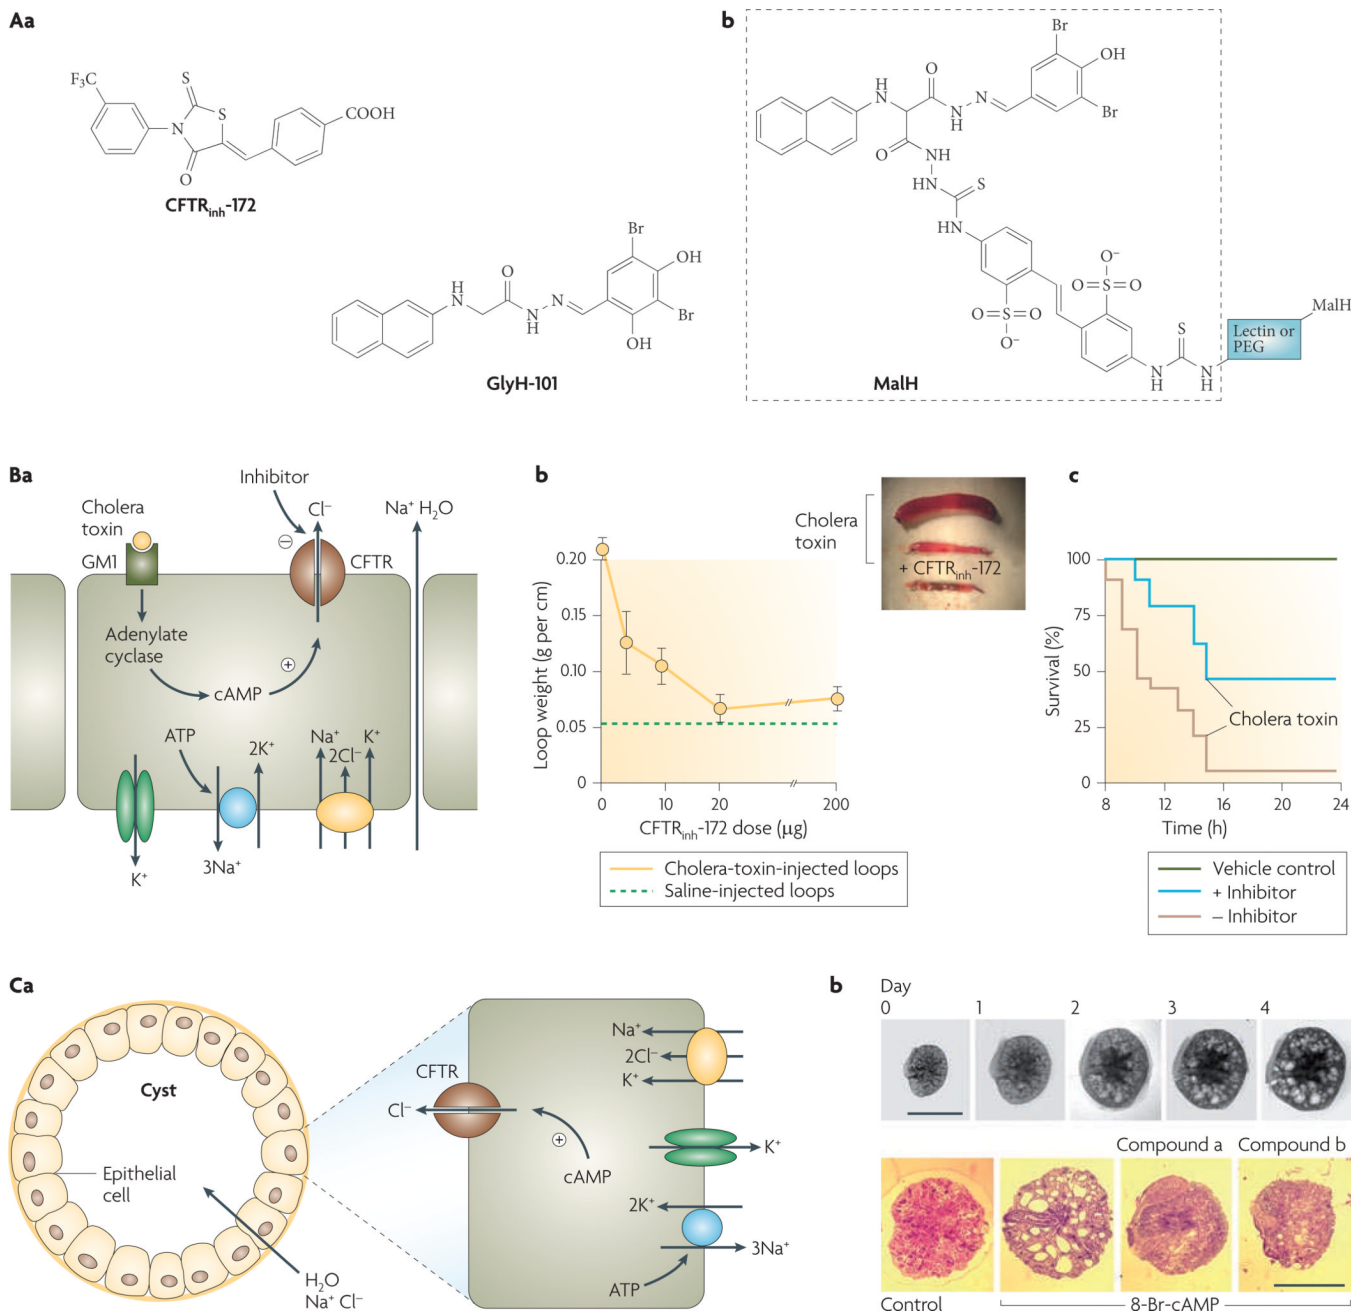 Aa
F₃C
S
S
N
O
COOH
CFTRinh-172
Br
OH
H
N
O
N
N
H
Br
OH
GlyH-101
b
Br
OH
H
N
O
N
N
H
Br
O
NH
HN
S
HN
O⁻
O=S=O
O=S=O
O⁻
S
N
H
N
H
Lectin or
PEG
MalH
MalH
Ba
Inhibitor
Cholera
toxin
GM1
Cl⁻
−
CFTR
Na⁺ H₂O
Adenylate
cyclase
+
cAMP
ATP
2K⁺
Na⁺
2Cl⁻
K⁺
K⁺
3Na⁺
b
Cholera
toxin
+ CFTRinh-172
Loop weight (g per cm)
0.20
0.15
0.10
0.05
0
0
10
20
200
CFTRinh-172 dose (μg)
Cholera-toxin-injected loops
Saline-injected loops
c
Survival (%)
100
75
50
25
0
Cholera toxin
8
12
16
20
24
Time (h)
Vehicle control
+ Inhibitor
– Inhibitor
Ca
Cyst
Epithelial
cell
H₂O
Na⁺ Cl⁻
CFTR
Cl⁻
+
cAMP
Na⁺
2Cl⁻
K⁺
K⁺
2K⁺
3Na⁺
ATP
b
Day
0
1
2
3
4
Compound a
Compound b
Control
8-Br-cAMP